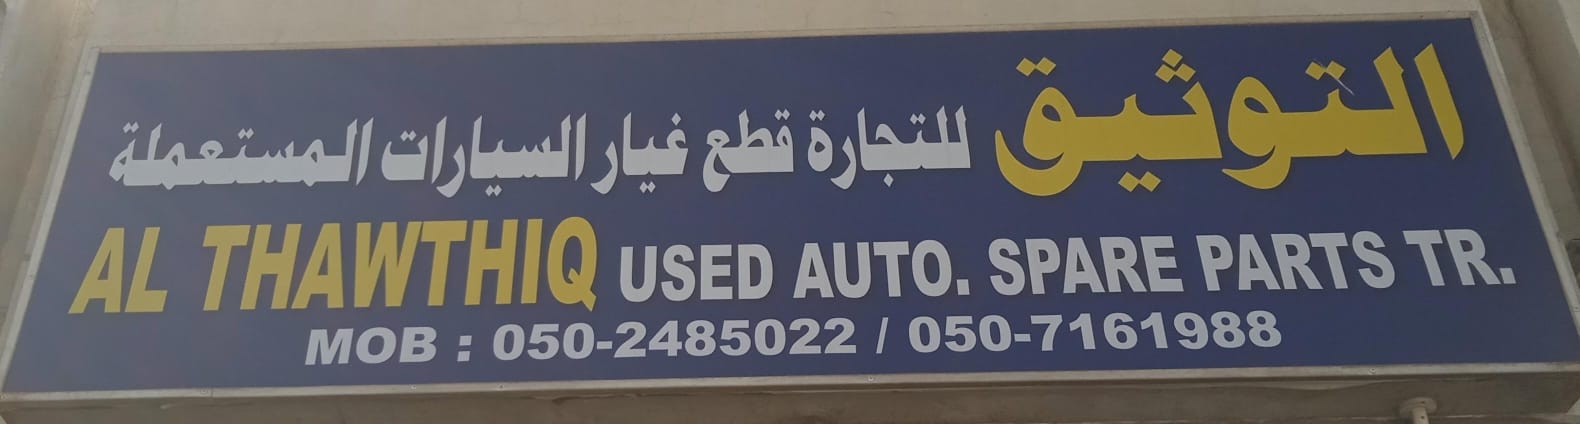 التوثيق للتجارة قطع غيار السيارات المستعملة
AL THAWTHIQ USED AUTO. SPARE PARTS TR.
MOB : 050-2485022 / 050-7161988